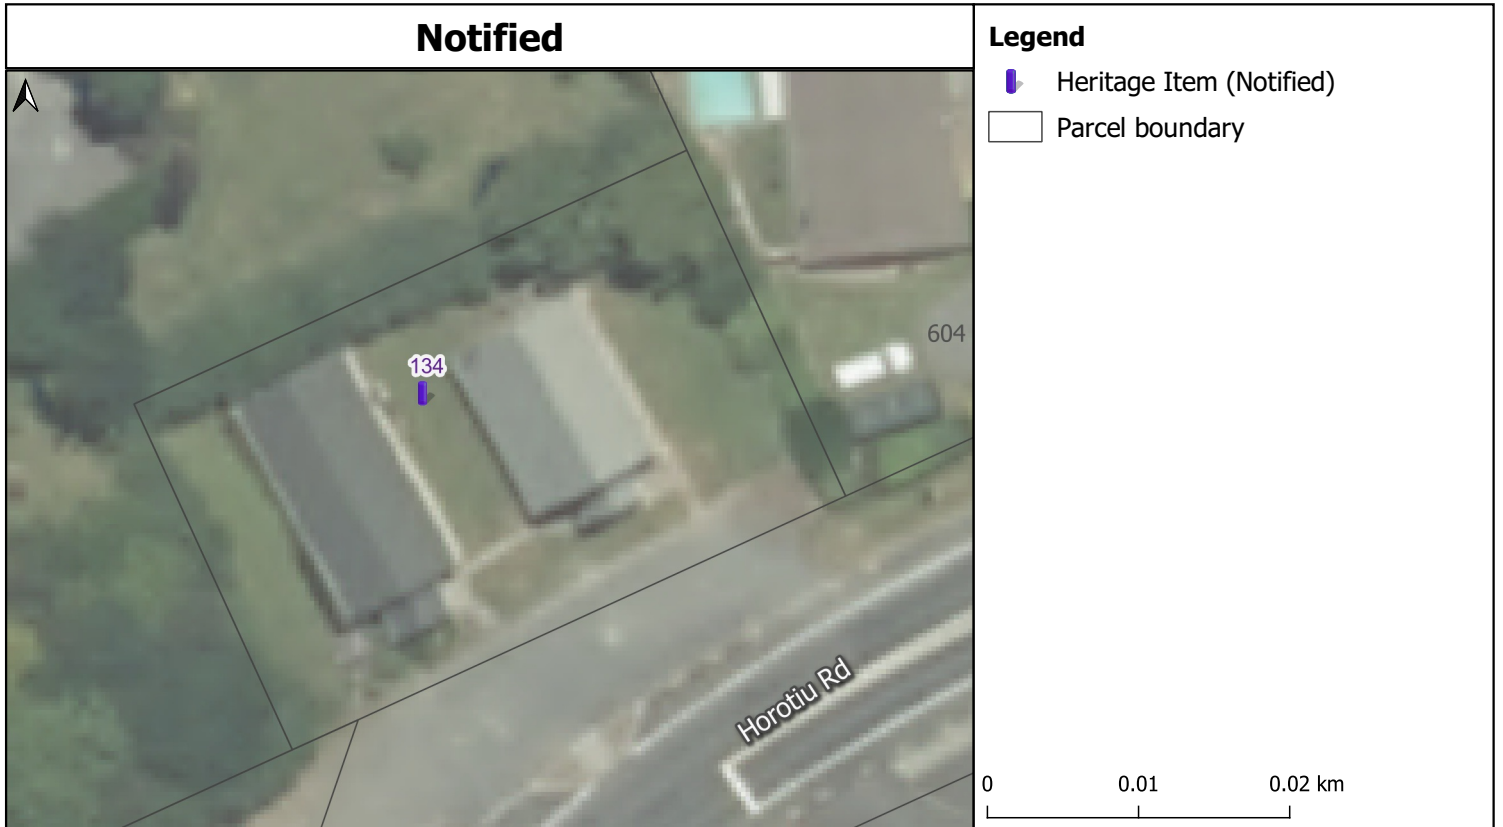 Notified
Legend
Heritage Item (Notified)
Parcel boundary
604
134
Horotiu Rd
0 0.01 0.02 km